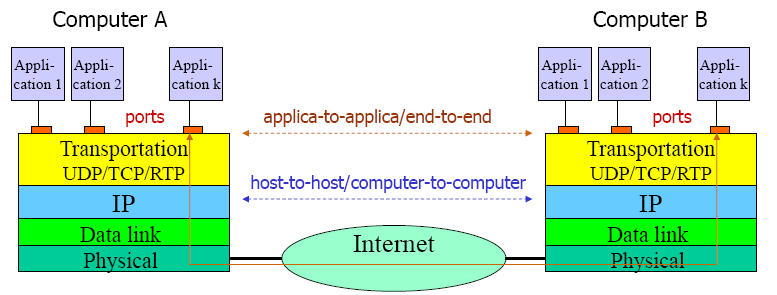 Computer A
Computer B
Appli-
cation 1
Appli-
cation 2
Appli-
cation k
Appli-
cation 1
Appli-
cation 2
Appli-
cation k
ports
applica-to-applica/end-to-end
ports
Transportation
UDP/TCP/RTP
Transportation
UDP/TCP/RTP
host-to-host/computer-to-computer
IP
IP
Data link
Internet
Data link
Physical
Physical